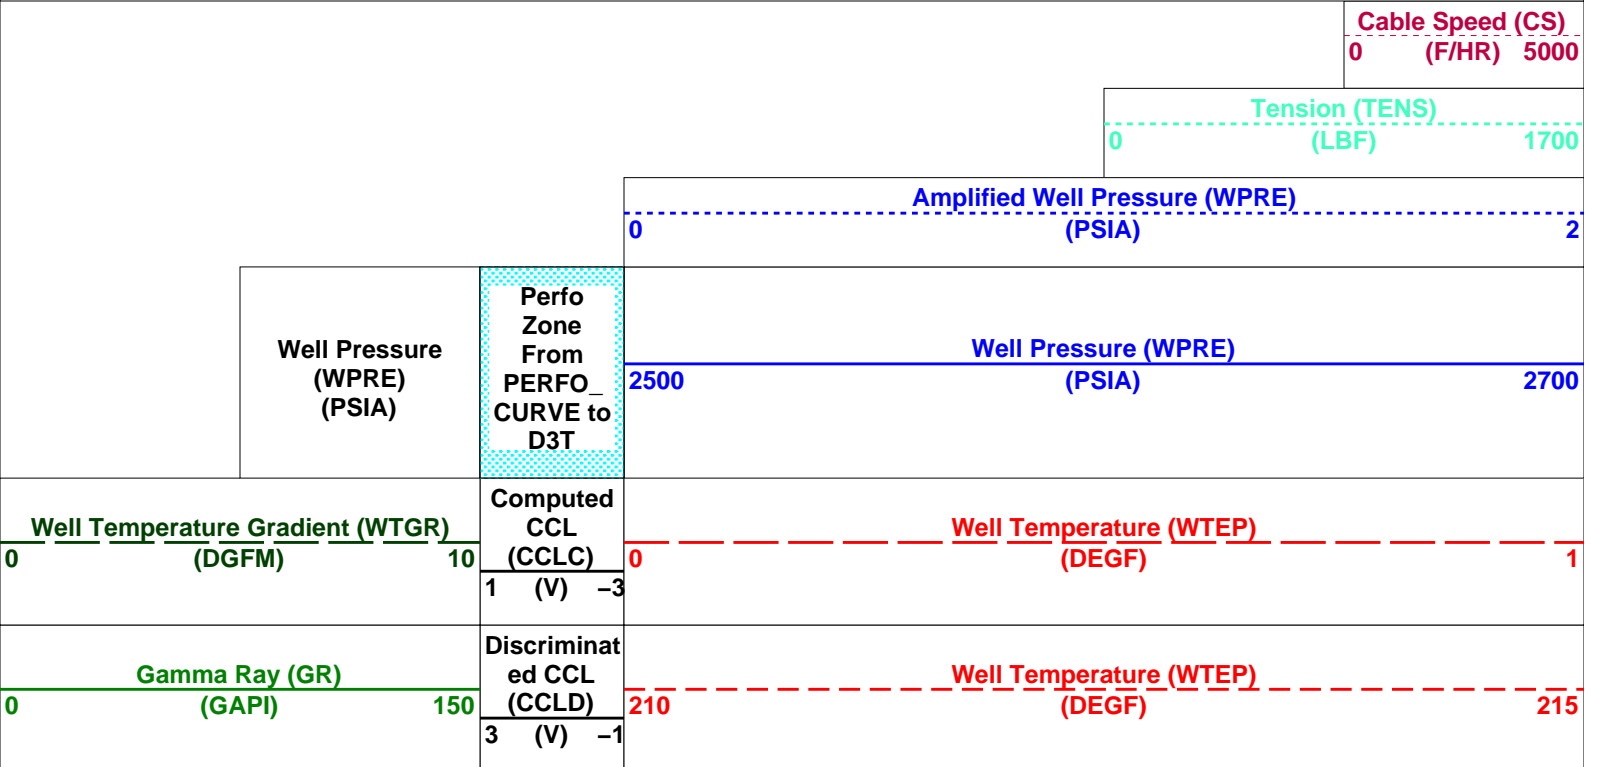 Cable Speed (CS)
0 (F/HR) 5000
Tension (TENS)
0 (LBF) 1700
Amplified Well Pressure (WPRE)
0 (PSIA) 2
Well Pressure
(WPRE)
(PSIA)
Perfo
Zone
From
PERFO_
CURVE to
D3T
Well Pressure (WPRE)
2500 (PSIA) 2700
Well Temperature Gradient (WTGR)
0 (DGFM) 10
Computed
CCL
(CCLC)
1 (V) −3
Well Temperature (WTEP)
0 (DEGF) 1
Gamma Ray (GR)
0 (GAPI) 150
Discriminat
ed CCL
(CCLD)
3 (V) −1
Well Temperature (WTEP)
210 (DEGF) 215